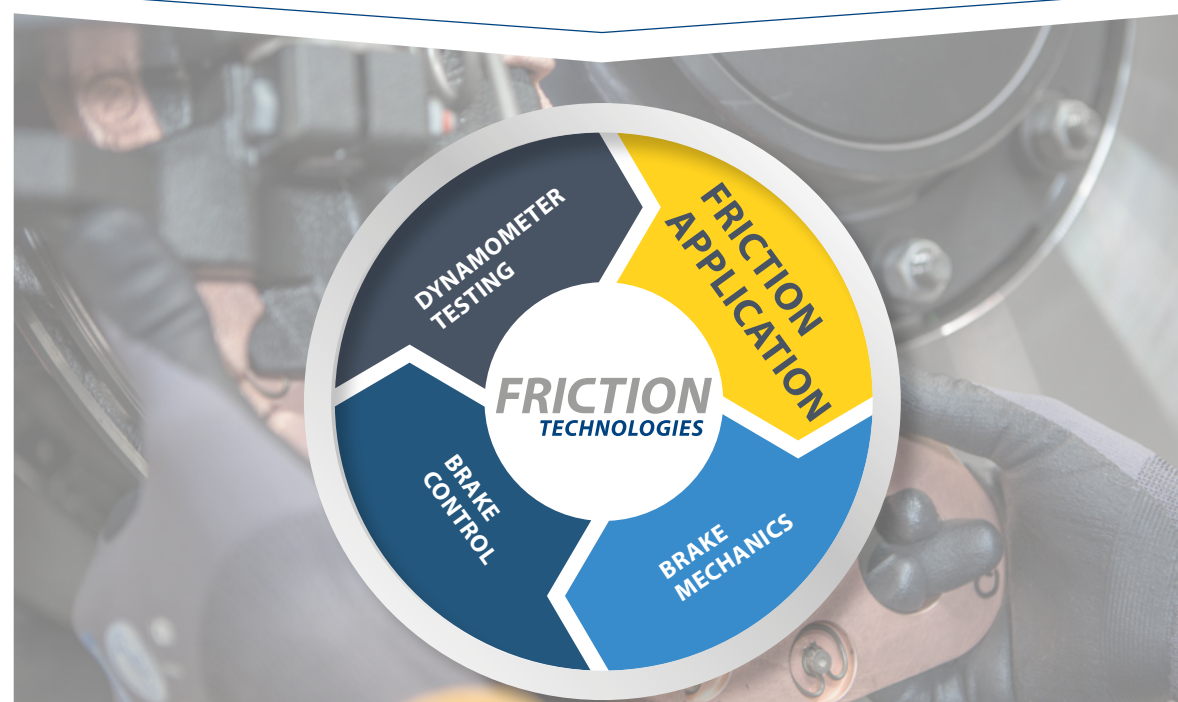 DYNAMOMETER
TESTING
FRICTION
APPLICATION
FRICTION
TECHNOLOGIES
BRAKE
CONTROL
BRAKE
MECHANICS